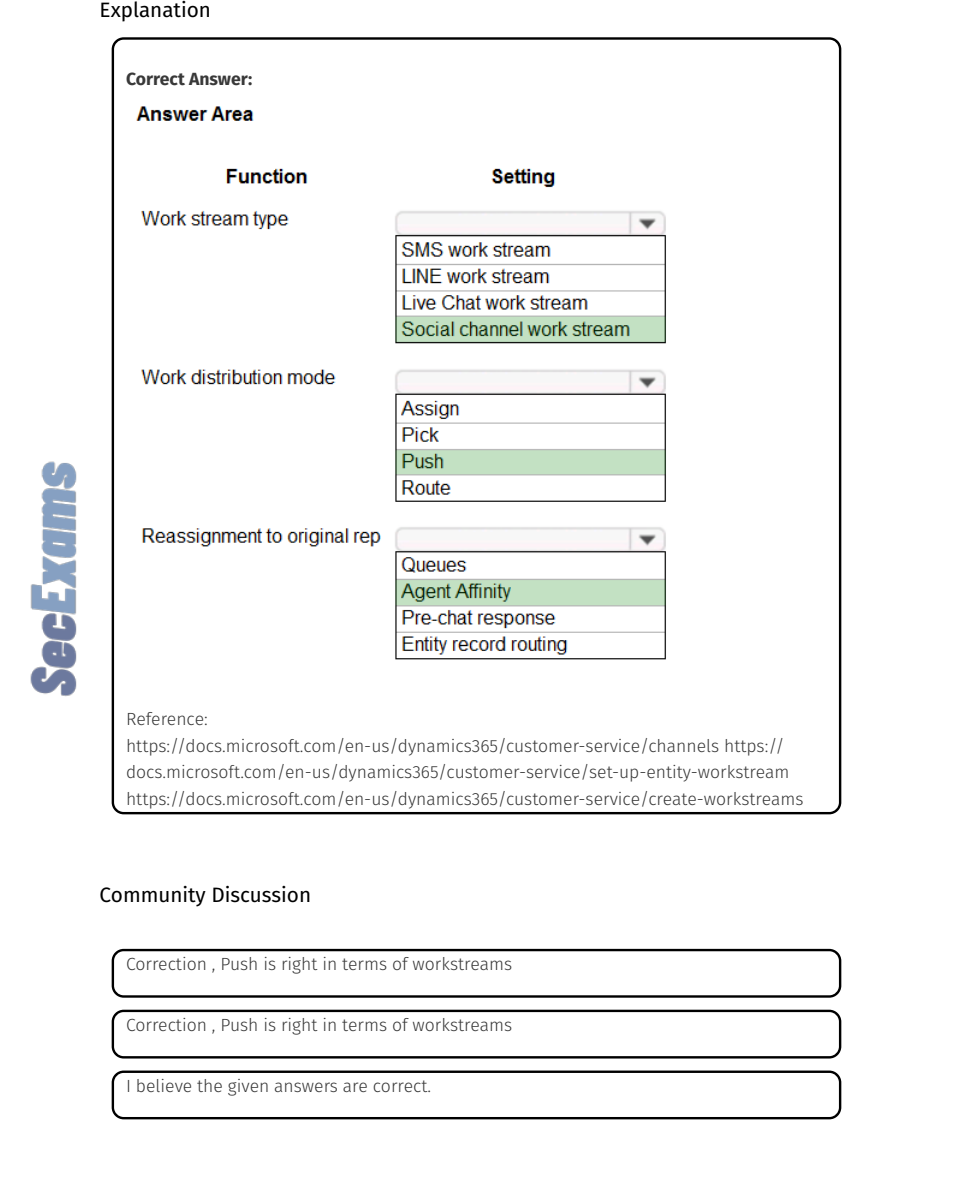 Explanation
Correct Answer:
Answer Area
Function Setting
Work stream type
SMS work stream
LINE work stream
Live Chat work stream
Social channel work stream
Work distribution mode
Assign
Pick
Push
Route
Reassignment to original rep
Queues
Agent Affinity
Pre-chat response
Entity record routing
SecExams
Reference:
https://docs.microsoft.com/en-us/dynamics365/customer-service/channels https://
docs.microsoft.com/en-us/dynamics365/customer-service/set-up-entity-workstream
https://docs.microsoft.com/en-us/dynamics365/customer-service/create-workstreams
Community Discussion
Correction , Push is right in terms of workstreams
Correction , Push is right in terms of workstreams
I believe the given answers are correct.